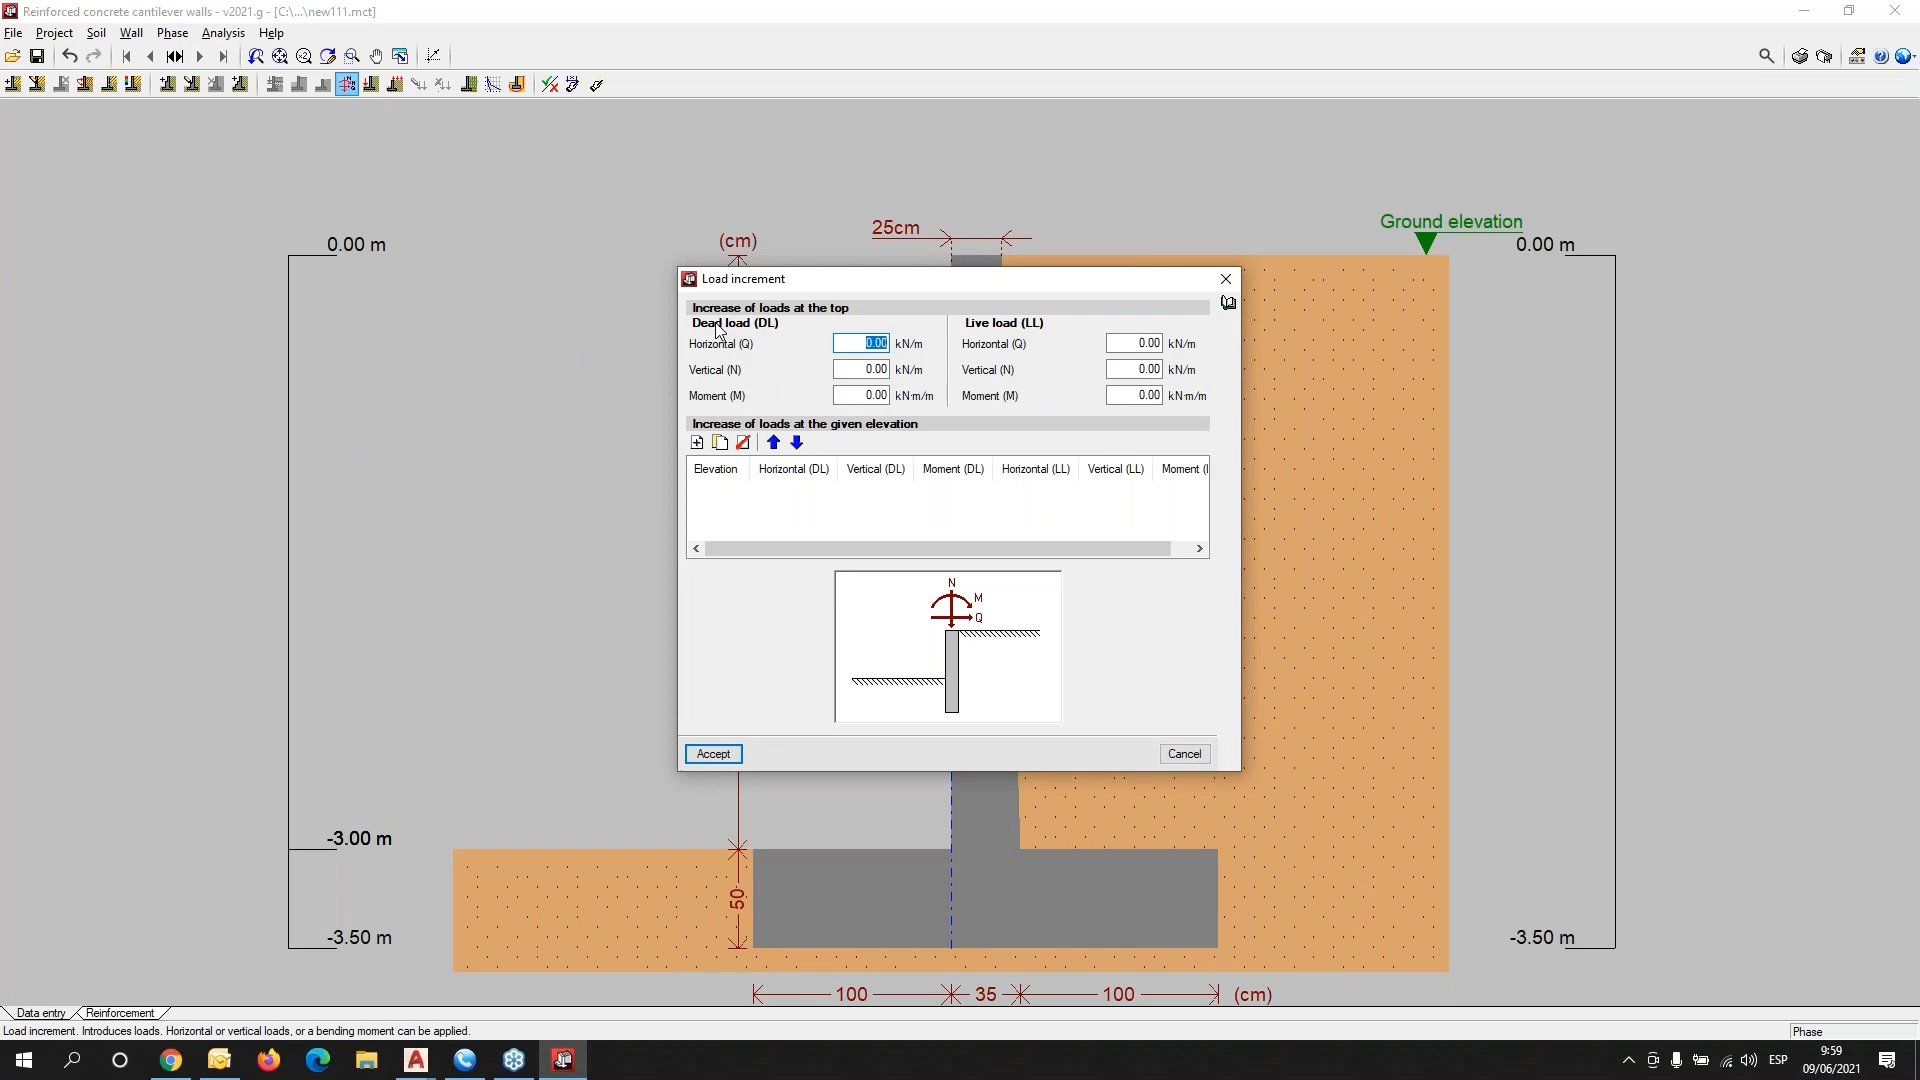 Reinforced concrete cantilever walls - v2021.g - [C:\...\new111.mct]
File Project Soil Wall Phase Analysis Help
Ground elevation
25cm
(cm)
0.00 m
0.00 m
Load increment
Increase of loads at the top
Dead load (DL) Live load (LL)
Horizontal (Q) 0.00 kN/m Horizontal (Q) 0.00 kN/m
Vertical (N) 0.00 kN/m Vertical (N) 0.00 kN/m
Moment (M) 0.00 kN·m/m Moment (M) 0.00 kN·m/m
Increase of loads at the given elevation
Elevation Horizontal (DL) Vertical (DL) Moment (DL) Horizontal (LL) Vertical (LL) Moment (
N
M
Q
Accept Cancel
-3.00 m
50
-3.50 m
-3.50 m
100 35 100 (cm)
Data entry Reinforcement
Load increment. Introduces loads. Horizontal or vertical loads, or a bending moment can be applied.
Phase
ESP
9:59
09/06/2021